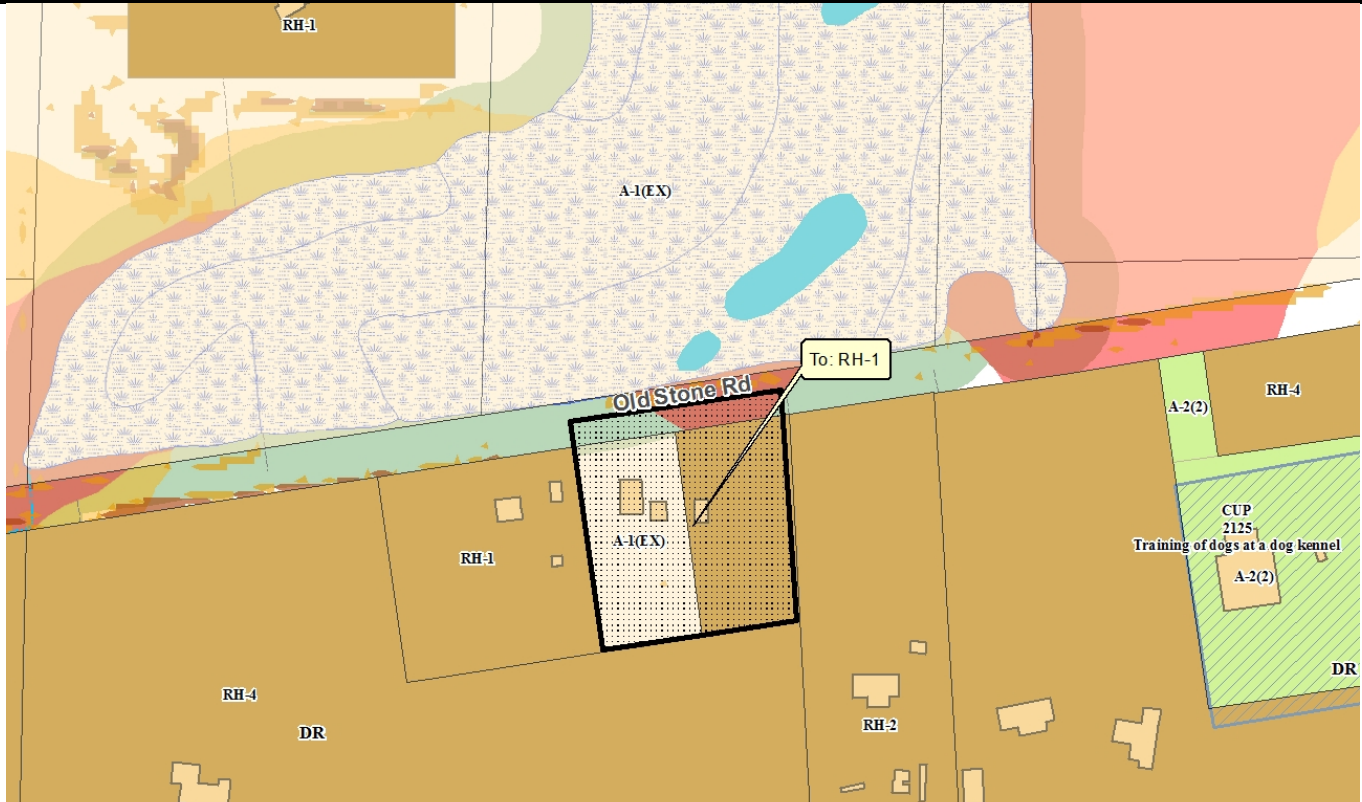 RH-1
A-1(EX)
To: RH-1
Old Stone Rd
A-2(2)
RH-4
CUP
2125
Training of dogs at a dog kennel
A-2(2)
A-1(EX)
RH-1
DR
RH-4
RH-2
DR